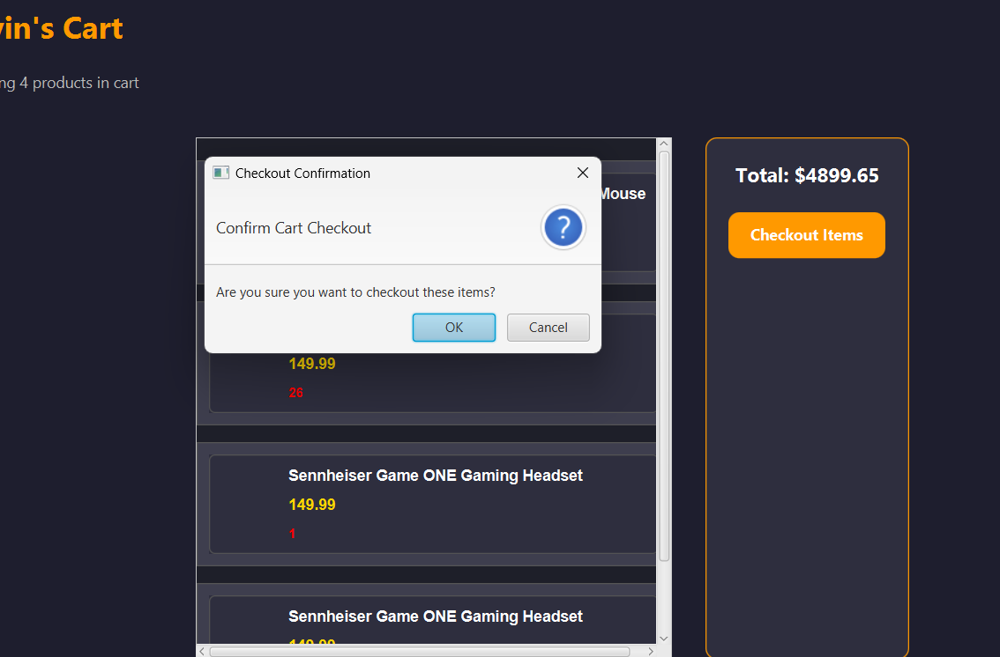 vin's Cart
ng 4 products in cart
Checkout Confirmation
Confirm Cart Checkout
?
Are you sure you want to checkout these items?
OK
Cancel
Mouse
149.99
26
Sennheiser Game ONE Gaming Headset
149.99
1
Sennheiser Game ONE Gaming Headset
149.99
Total: $4899.65
Checkout Items